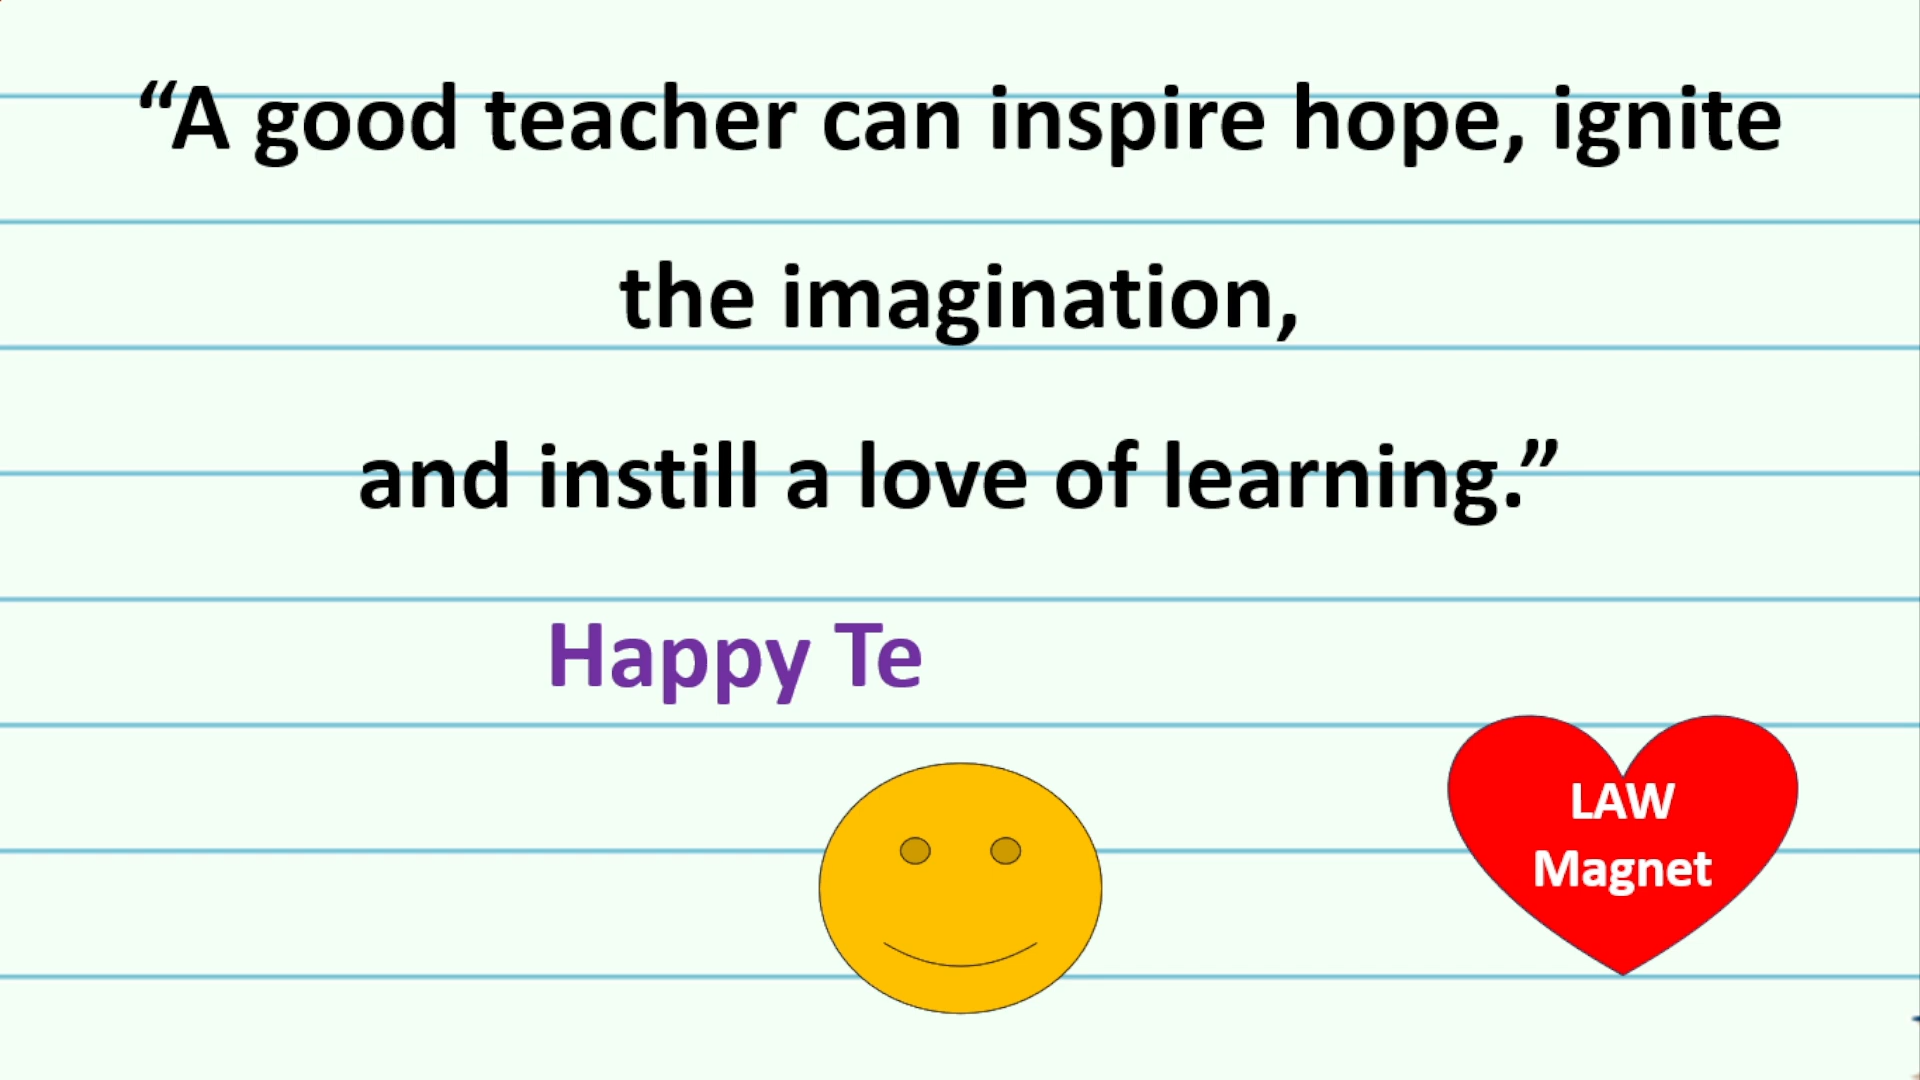 “A good teacher can inspire hope, ignite
the imagination,
and instill a love of learning.”
Happy Te
LAW
Magnet